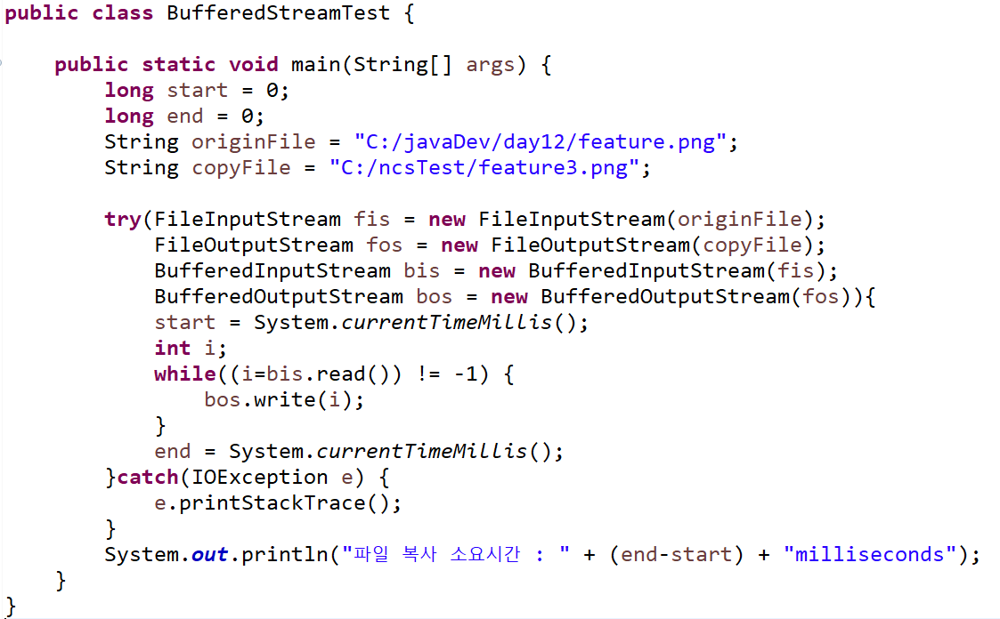 public class BufferedStreamTest {
public static void main(String[] args) {
long start = 0;
long end = 0;
String originFile = "C:/javaDev/day12/feature.png";
String copyFile = "C:/ncsTest/feature3.png";
try(FileInputStream fis = new FileInputStream(originFile);
FileOutputStream fos = new FileOutputStream(copyFile);
BufferedInputStream bis = new BufferedInputStream(fis);
BufferedOutputStream bos = new BufferedOutputStream(fos)){
start = System.currentTimeMillis();
int i;
while((i=bis.read()) != -1) {
bos.write(i);
}
end = System.currentTimeMillis();
}catch(IOException e) {
e.printStackTrace();
}
System.out.println("파일 복사 소요시간 : " + (end-start) + "milliseconds");
}
}